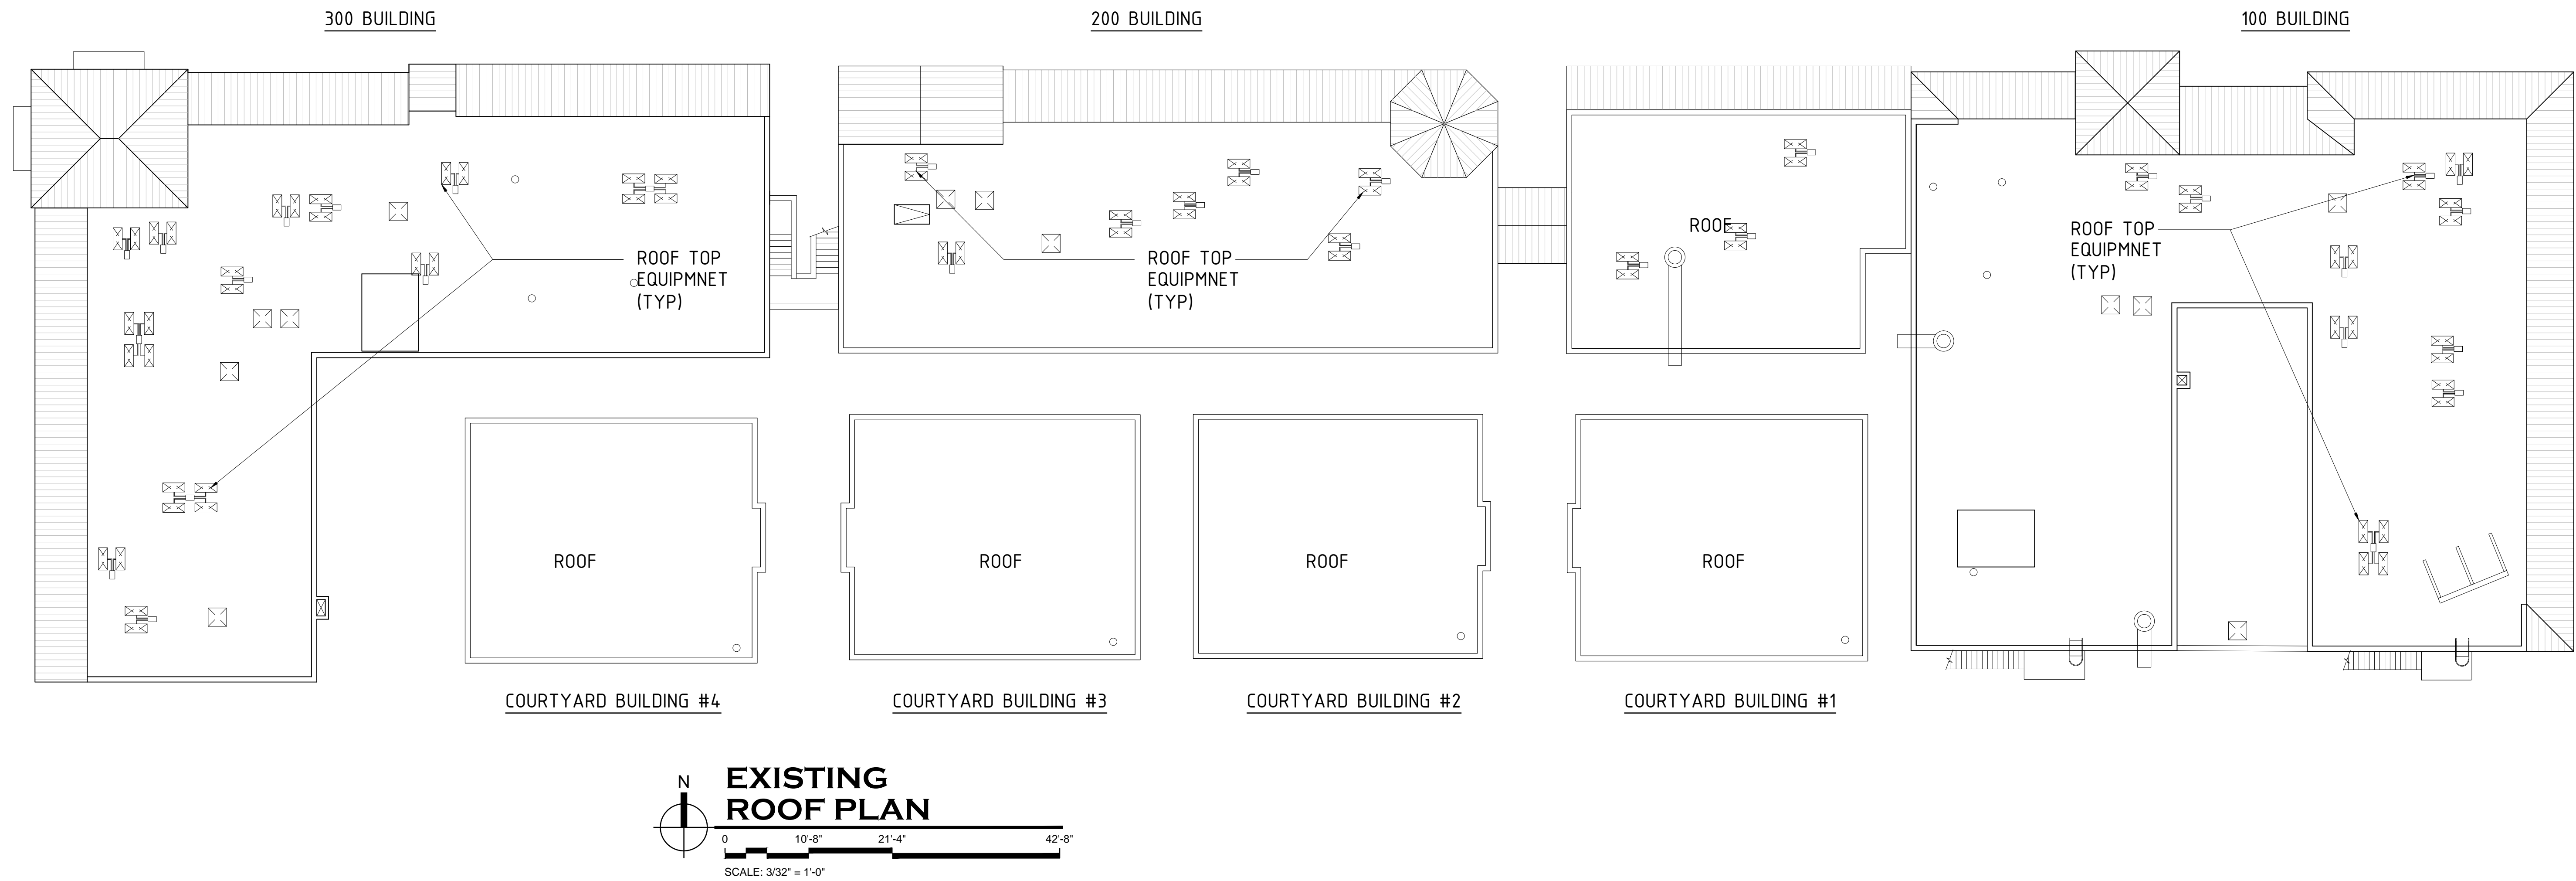 300 BUILDING
200 BUILDING
100 BUILDING
ROOF
ROOF TOP
EQUIPMNET
(TYP)
ROOF TOP
EQUIPMNET
(TYP)
ROOF TOP
EQUIPMNET
(TYP)
ROOF
ROOF
ROOF
ROOF
COURTYARD BUILDING #4
COURTYARD BUILDING #3
COURTYARD BUILDING #2
COURTYARD BUILDING #1
N
EXISTING
ROOF PLAN
0 10'-8" 21'-4" 42'-8"
SCALE: 3/32" = 1'-0"